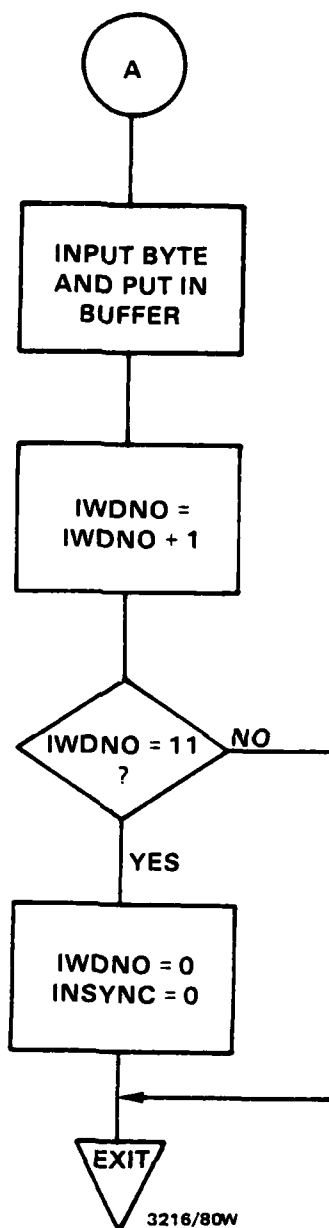 A
INPUT BYTE
AND PUT IN
BUFFER
IWDNO =
IWDNO + 1
IWDNO = 11
?
NO
YES
IWDNO = 0
INSYNC = 0
EXIT
3216/80W